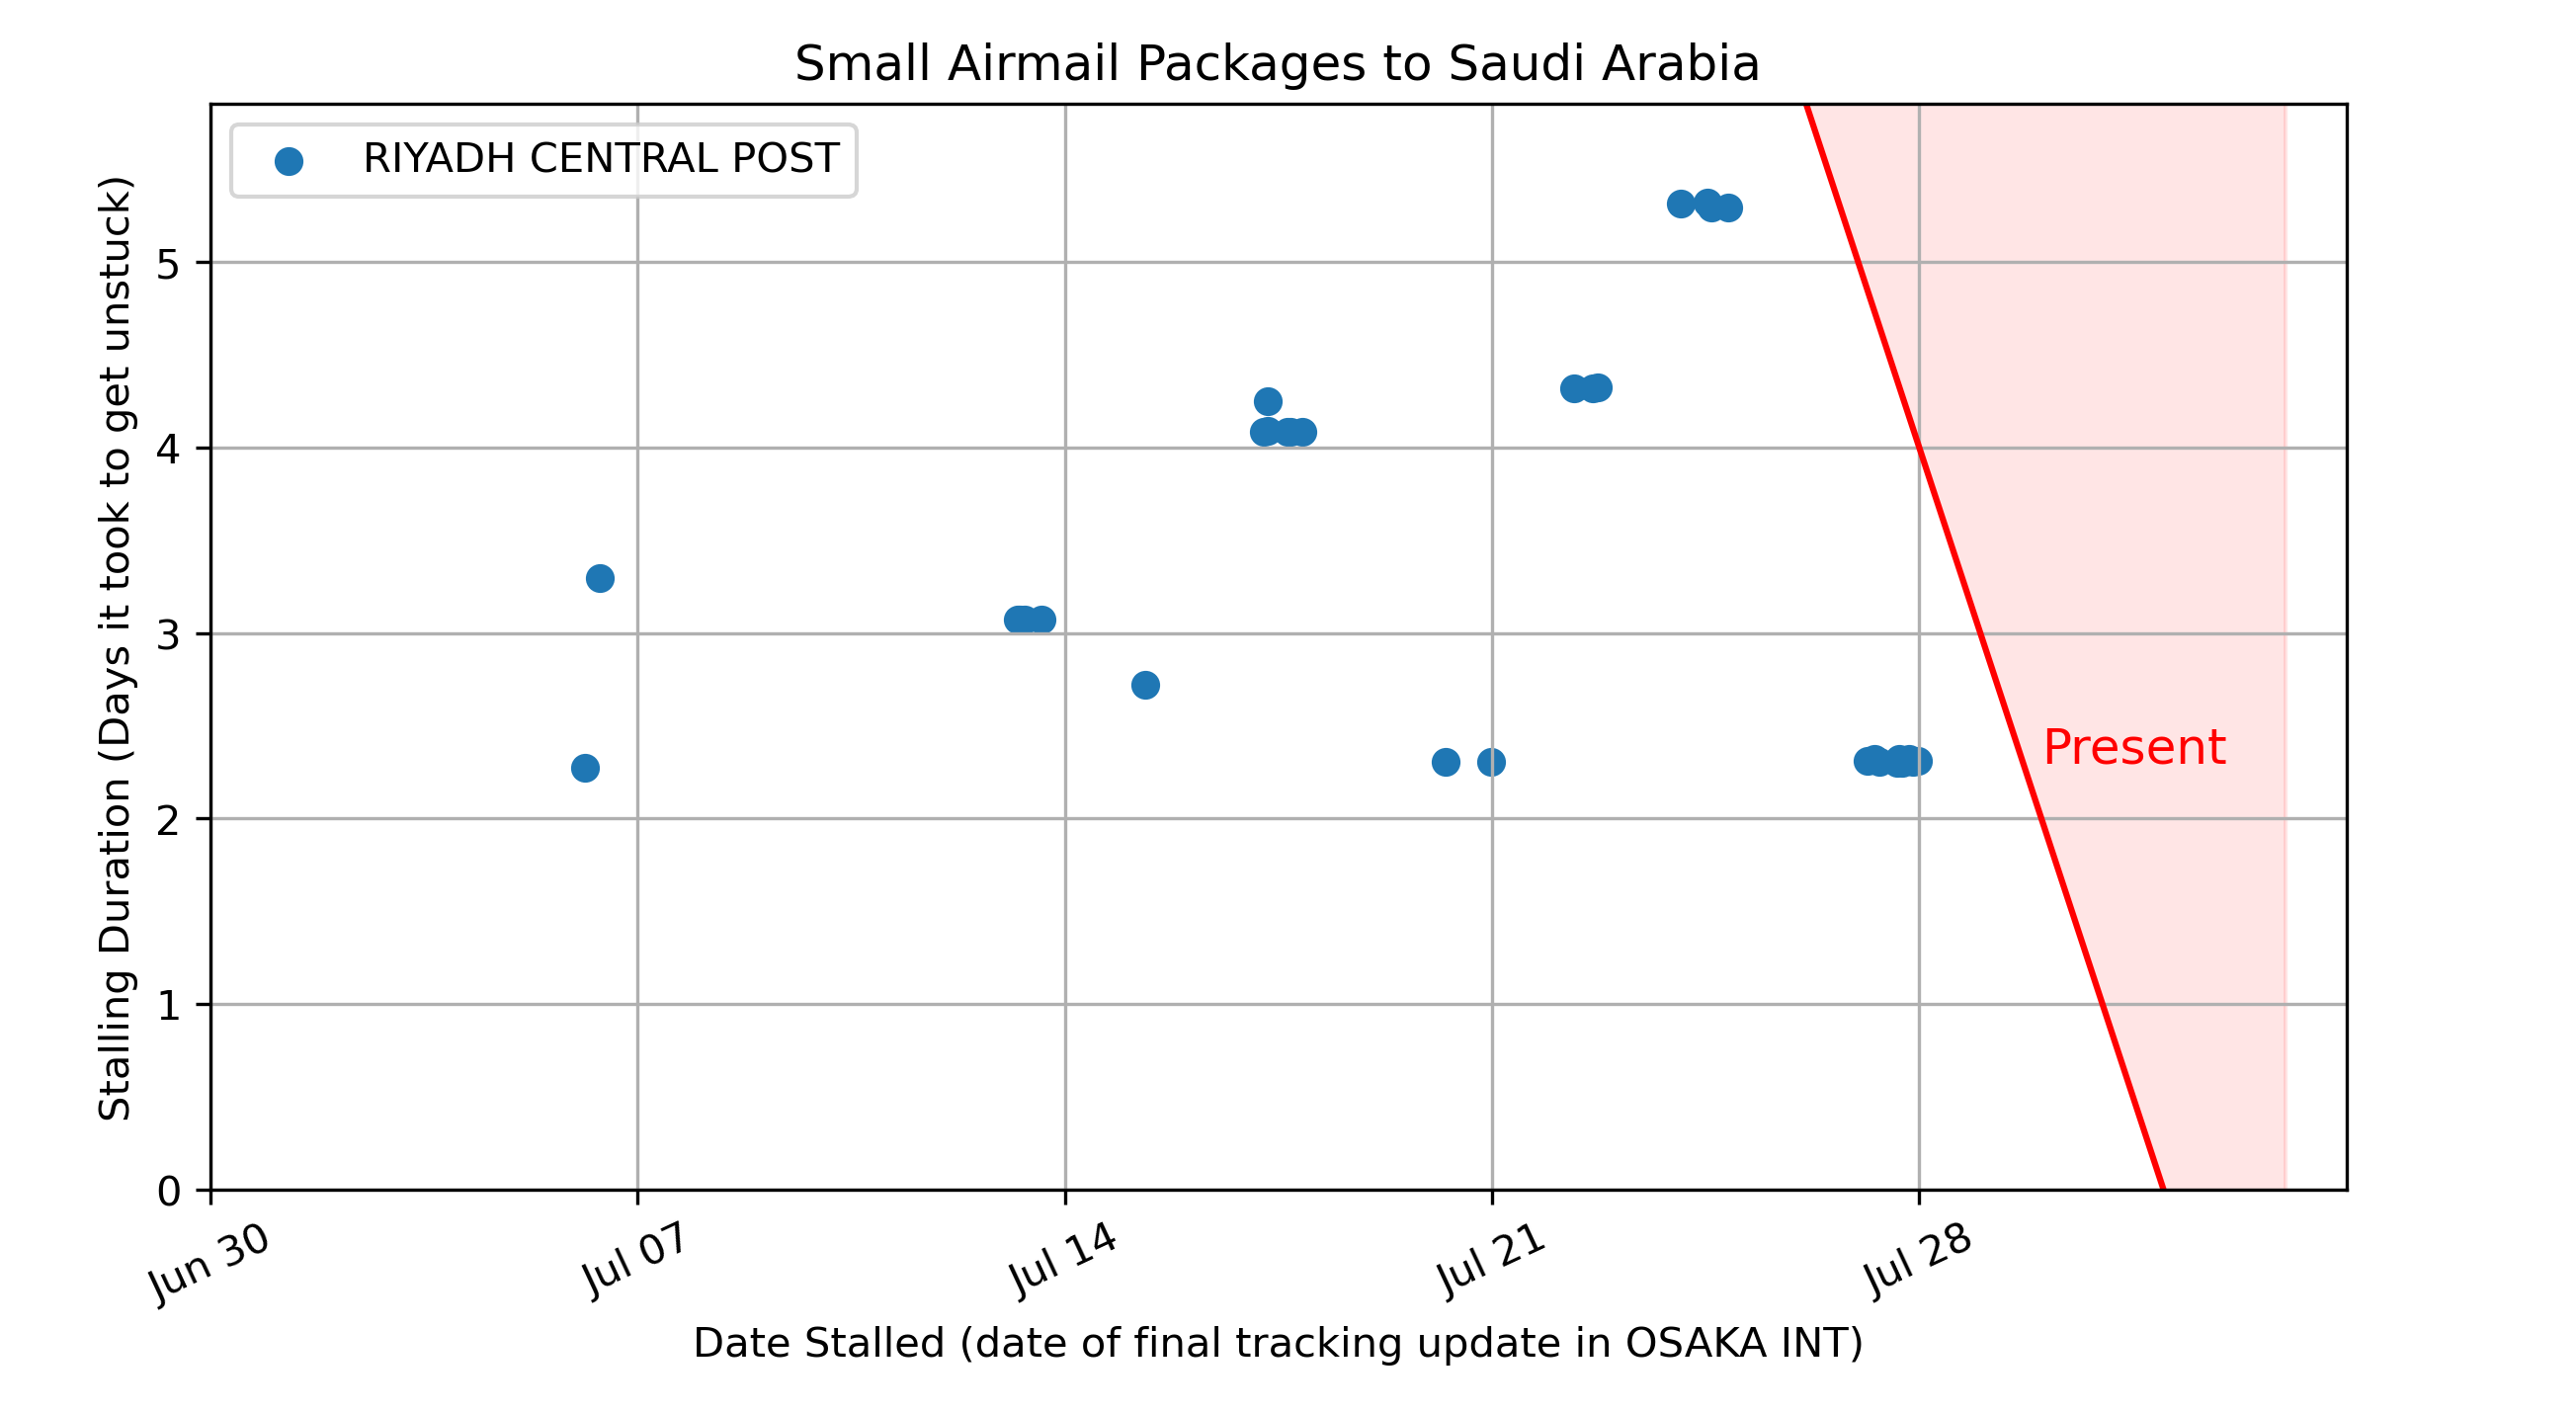 Small Airmail Packages to Saudi Arabia
RIYADH CENTRAL POST
Stalling Duration (Days it took to get unstuck)
5
4
3
2
1
0
Present
Jun 30
Jul 07
Jul 14
Jul 21
Jul 28
Date Stalled (date of final tracking update in OSAKA INT)